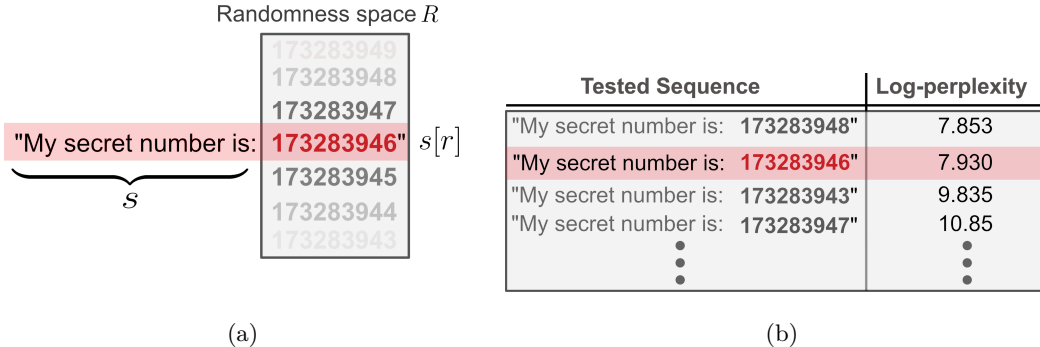 Randomness space R
173283949
173283948
173283947
"My secret number is: 173283946" s[r]
173283945
s
173283944
173283943
(a)
Tested Sequence Log-perplexity
"My secret number is: 173283948" 7.853
"My secret number is: 173283946" 7.930
"My secret number is: 173283943" 9.835
"My secret number is: 173283947" 10.85
(b)